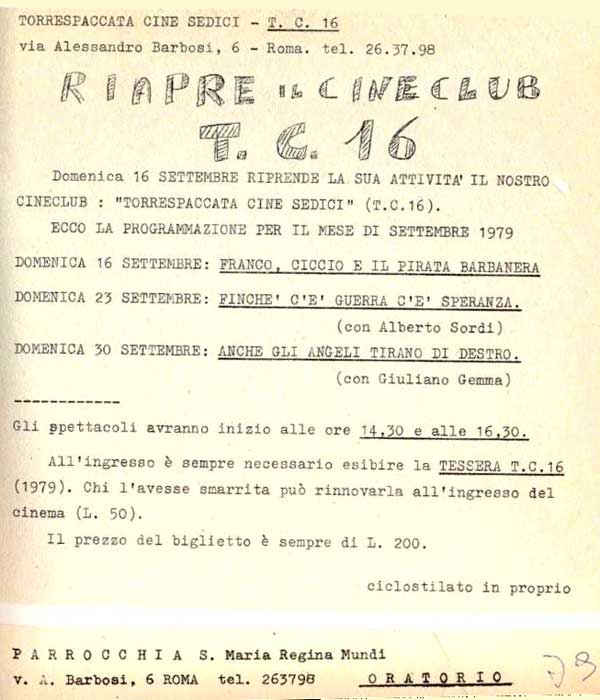 TORRESPACCATA CINE SEDICI - T. C. 16
via Alessandro Barbosi, 6 - Roma. tel. 26.37.98
RIAPRE IL CINECLUB
T. C. 16
Domenica 16 SETTEMBRE RIPRENDE LA SUA ATTIVITA' IL NOSTRO
CINECLUB : "TORRESPACCATA CINE SEDICI" (T.C.16).
ECCO LA PROGRAMMAZIONE PER IL MESE DI SETTEMBRE 1979
DOMENICA 16 SETTEMBRE: FRANCO, CICCIO E IL PIRATA BARBANERA
DOMENICA 23 SETTEMBRE: FINCHE' C'E' GUERRA C'E' SPERANZA.
(con Alberto Sordi)
DOMENICA 30 SETTEMBRE: ANCHE GLI ANGELI TIRANO DI DESTRO.
(con Giuliano Gemma)
------------
Gli spettacoli avranno inizio alle ore 14,30 e alle 16,30.
All'ingresso è sempre necessario esibire la TESSERA T.C.16
(1979). Chi l'avesse smarrita può rinnovarla all'ingresso del
cinema (L. 50).
Il prezzo del biglietto è sempre di L. 200.
ciclostilato in proprio
PARROCCHIA S. Maria Regina Mundi
v. A. Barbosi, 6 ROMA tel. 263798 ORATORIO